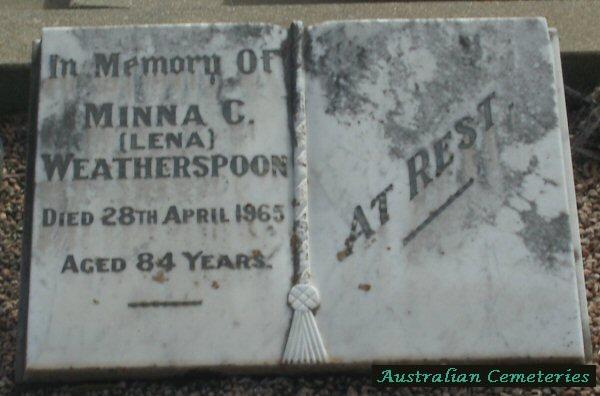 In Memory Of
Minna C.
(Lena)
Weatherspoon
Died 28th April 1965
Aged 84 Years.
At Rest.
Australian Cemeteries